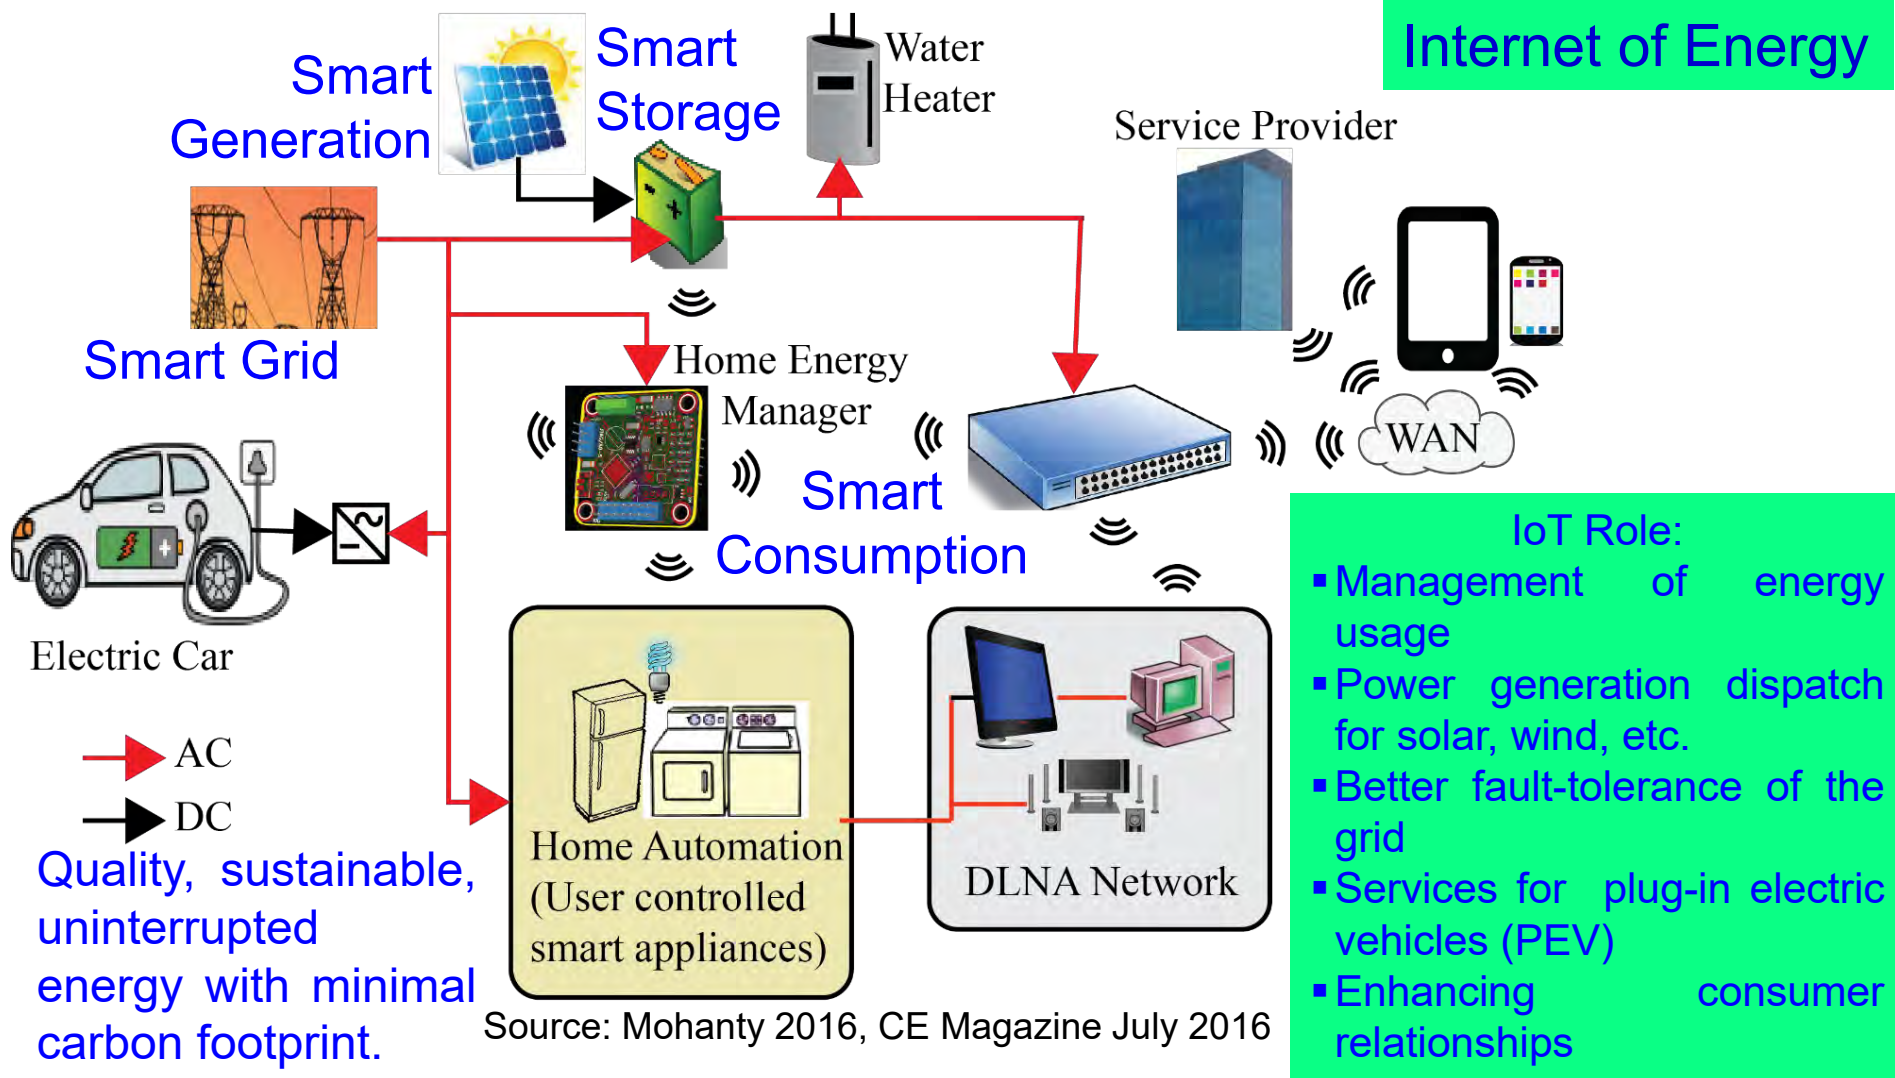 Internet of Energy
Smart
Generation
Smart
Storage
Water
Heater
Service Provider
Smart Grid
Home Energy
Manager
WAN
Smart
Consumption
Electric Car
AC
DC
Quality, sustainable,
uninterrupted
energy with minimal
carbon footprint.
Home Automation
(User controlled
smart appliances)
DLNA Network
Source: Mohanty 2016, CE Magazine July 2016
IoT Role:
▪Management of energy
usage
▪Power generation dispatch
for solar, wind, etc.
▪Better fault-tolerance of the
grid
▪Services for plug-in electric
vehicles (PEV)
▪Enhancing consumer
relationships